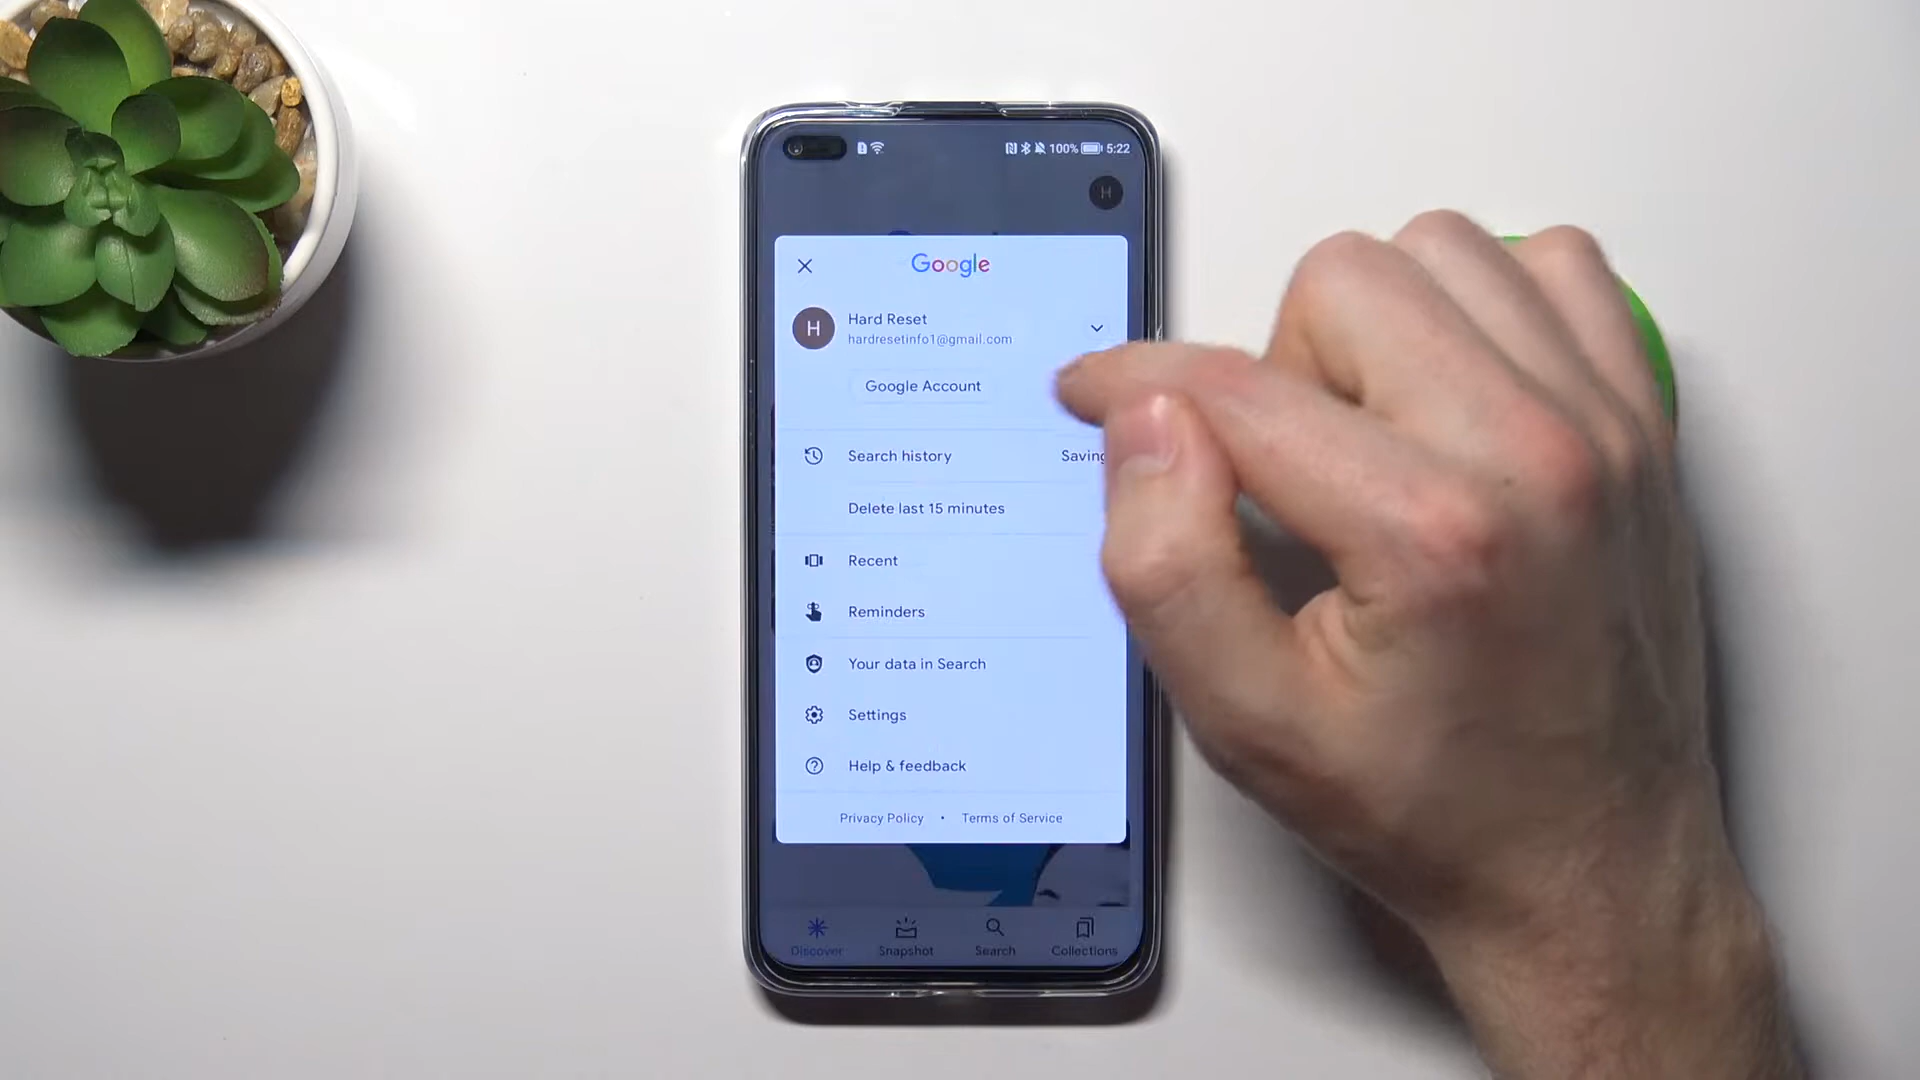 100% 5:22
H
Google
H
Hard Reset
hardresetinfo1@gmail.com
Google Account
Search history Saving
Delete last 15 minutes
Recent
Reminders
Your data in Search
Settings
Help & feedback
Privacy Policy • Terms of Service
Discover Snapshot Search Collections